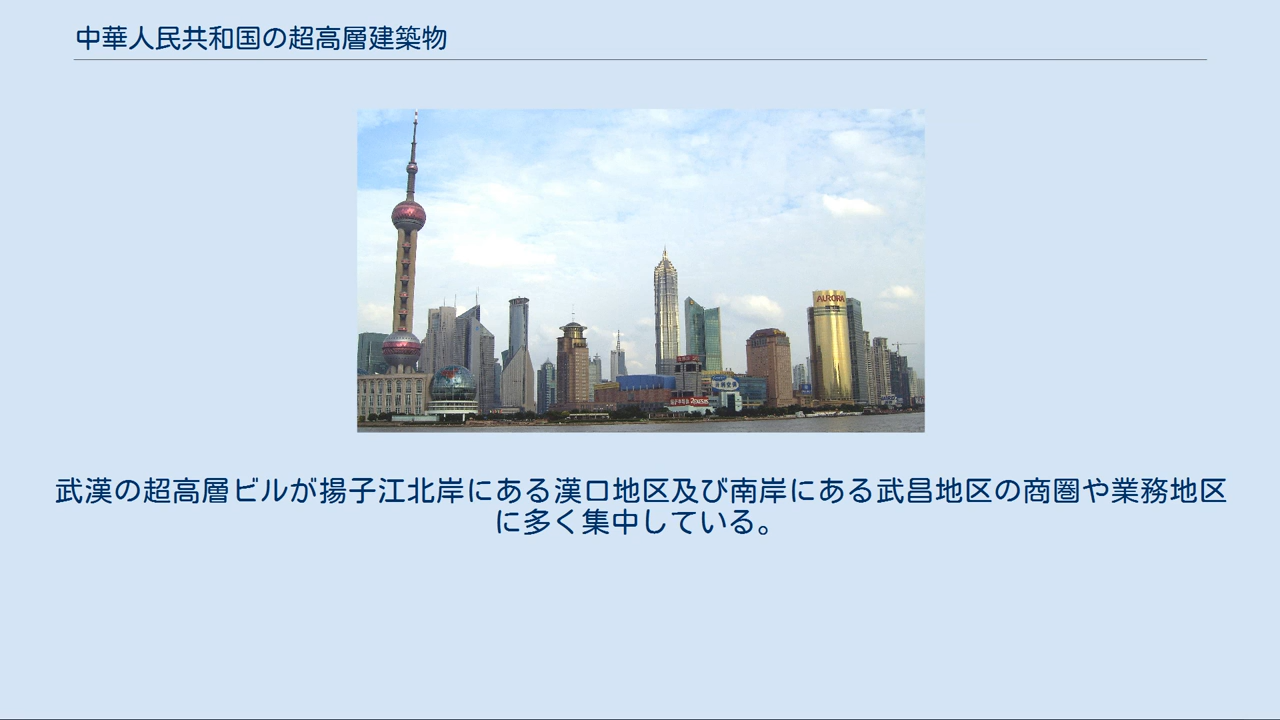 中華人民共和国の超高層建築物
AURORA
武漢の超高層ビルが揚子江北岸にある漢口地区及び南岸にある武昌地区の商圏や業務地区
に多く集中している。